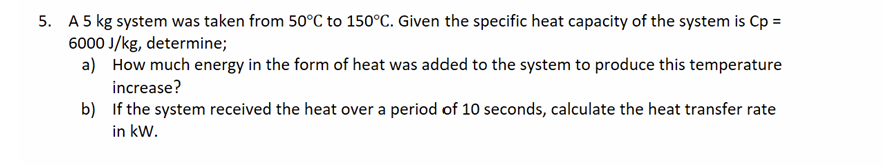 5. A 5 kg system was taken from 50°C to 150°C. Given the specific heat capacity of the system is Cp =
6000 J/kg, determine;
a) How much energy in the form of heat was added to the system to produce this temperature
increase?
b) If the system received the heat over a period of 10 seconds, calculate the heat transfer rate
in kW.